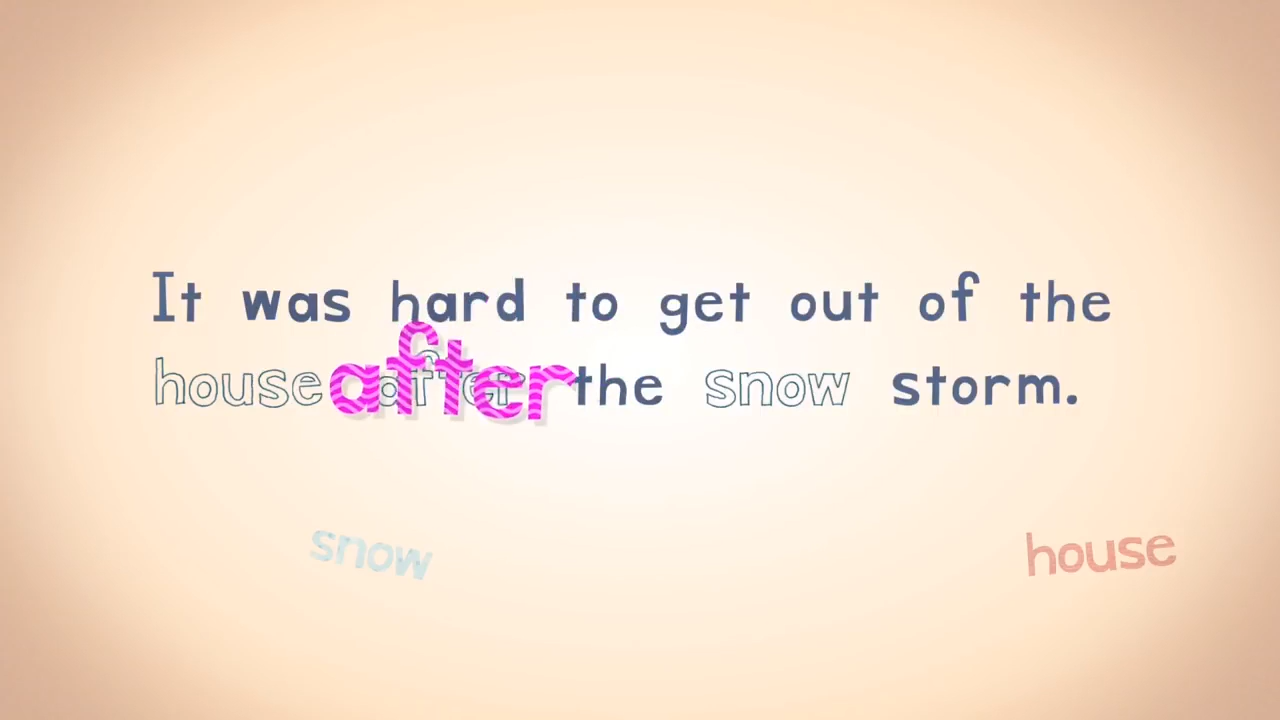 It was hard to get out of the
house after the snow storm.
snow house